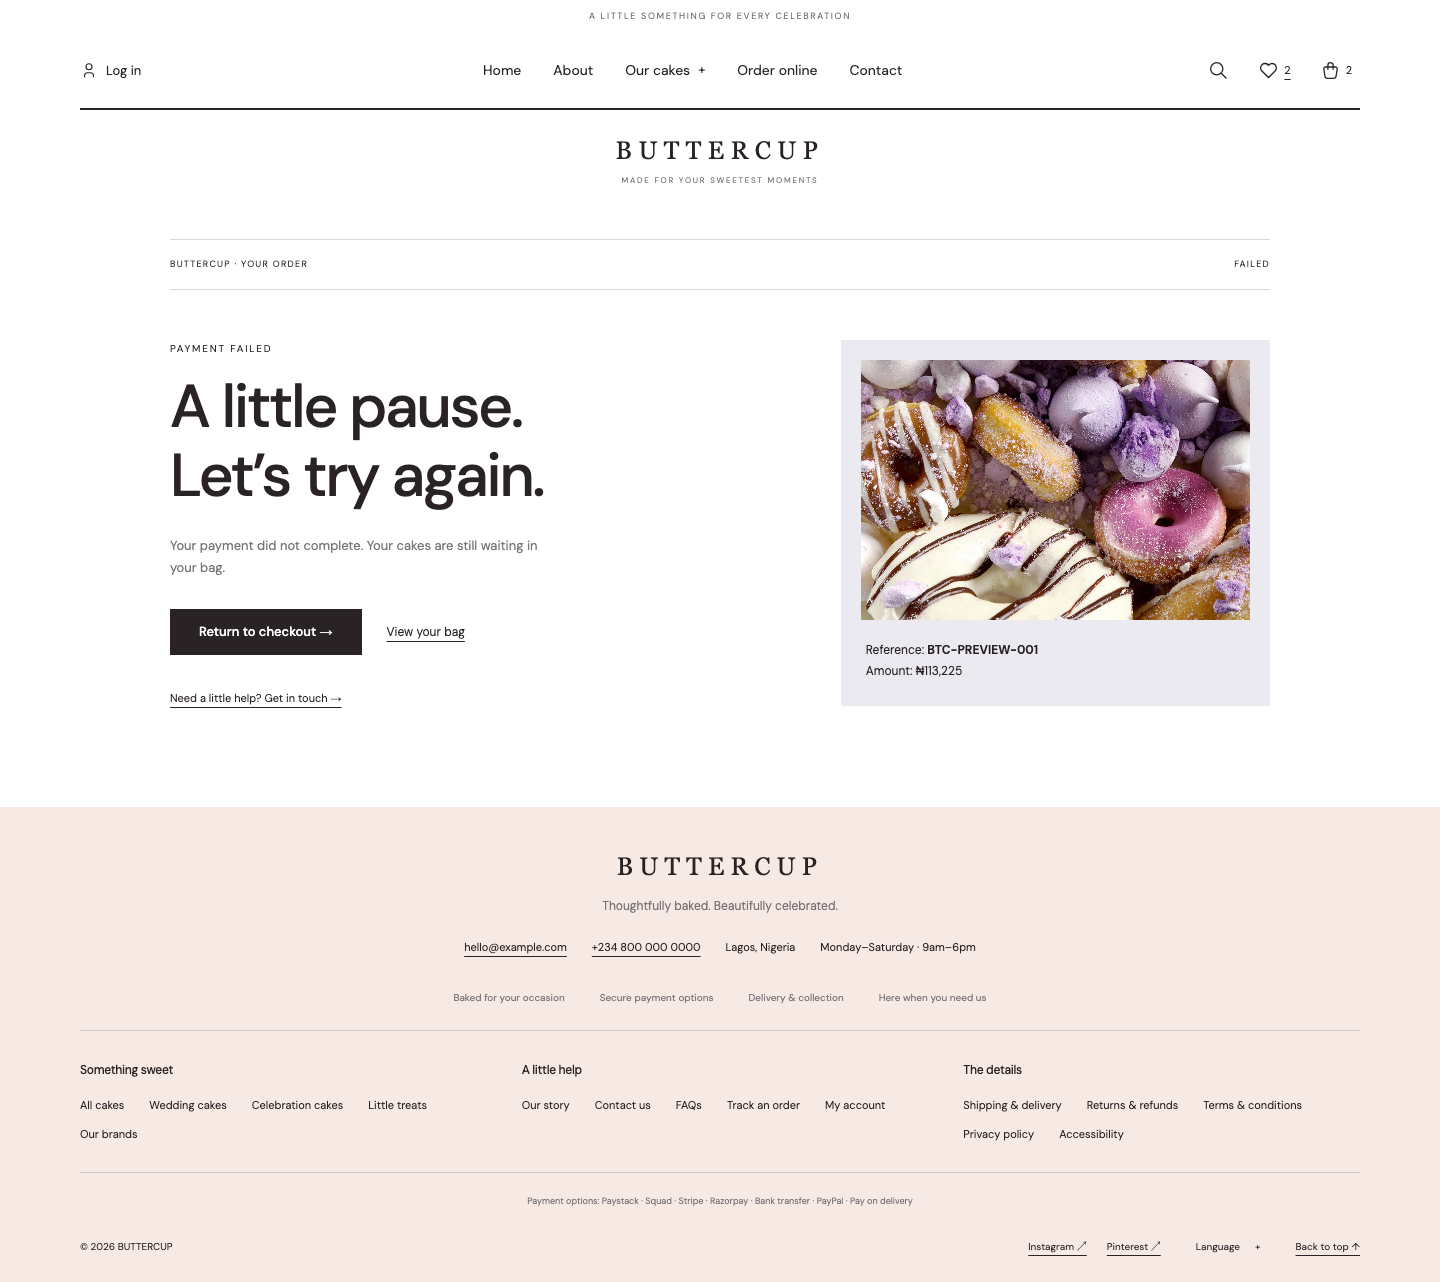 A LITTLE SOMETHING FOR EVERY CELEBRATION
Log in
Home About Our cakes + Order online Contact
2 2
BUTTERCUP
MADE FOR YOUR SWEETEST MOMENTS
BUTTERCUP · YOUR ORDER
FAILED
PAYMENT FAILED
A little pause.
Let’s try again.
Your payment did not complete. Your cakes are still waiting in
your bag.
Return to checkout → View your bag
Need a little help? Get in touch →
Reference: BTC-PREVIEW-001
Amount: ₦113,225
BUTTERCUP
Thoughtfully baked. Beautifully celebrated.
hello@example.com +234 800 000 0000 Lagos, Nigeria Monday–Saturday · 9am–6pm
Baked for your occasion Secure payment options Delivery & collection Here when you need us
Something sweet
All cakes Wedding cakes Celebration cakes Little treats
Our brands
A little help
Our story Contact us FAQs Track an order My account
The details
Shipping & delivery Returns & refunds Terms & conditions
Privacy policy Accessibility
Payment options: Paystack · Squad · Stripe · Razorpay · Bank transfer · PayPal · Pay on delivery
© 2026 BUTTERCUP
Instagram ↗ Pinterest ↗ Language + Back to top ↑